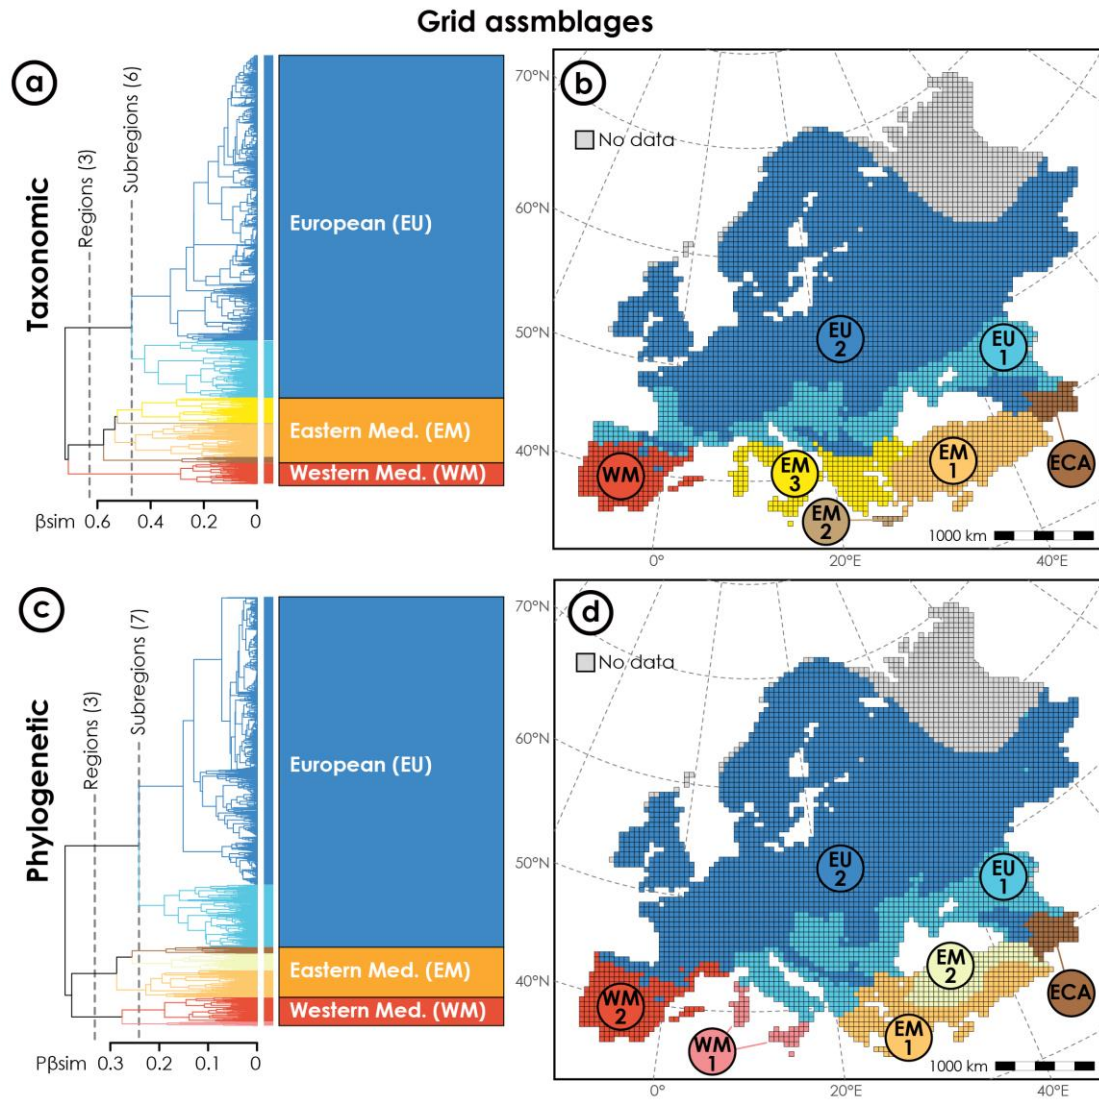 Grid assmblages
a
Taxonomic
Regions (3)
Subregions (6)
European (EU)
Eastern Med. (EM)
Western Med. (WM)
βsim
0.6
0.4
0.2
0
b
No data
70°N
60°N
50°N
40°N
EU
2
EU
1
WM
EM
3
EM
2
EM
1
ECA
1000 km
0°
20°E
40°E
c
Phylogenetic
Regions (3)
Subregions (7)
European (EU)
Eastern Med. (EM)
Western Med. (WM)
Pβsim
0.3
0.2
0.1
0
d
No data
70°N
60°N
50°N
40°N
EU
2
EU
1
EM
2
WM
2
WM
1
EM
1
ECA
1000 km
0°
20°E
40°E